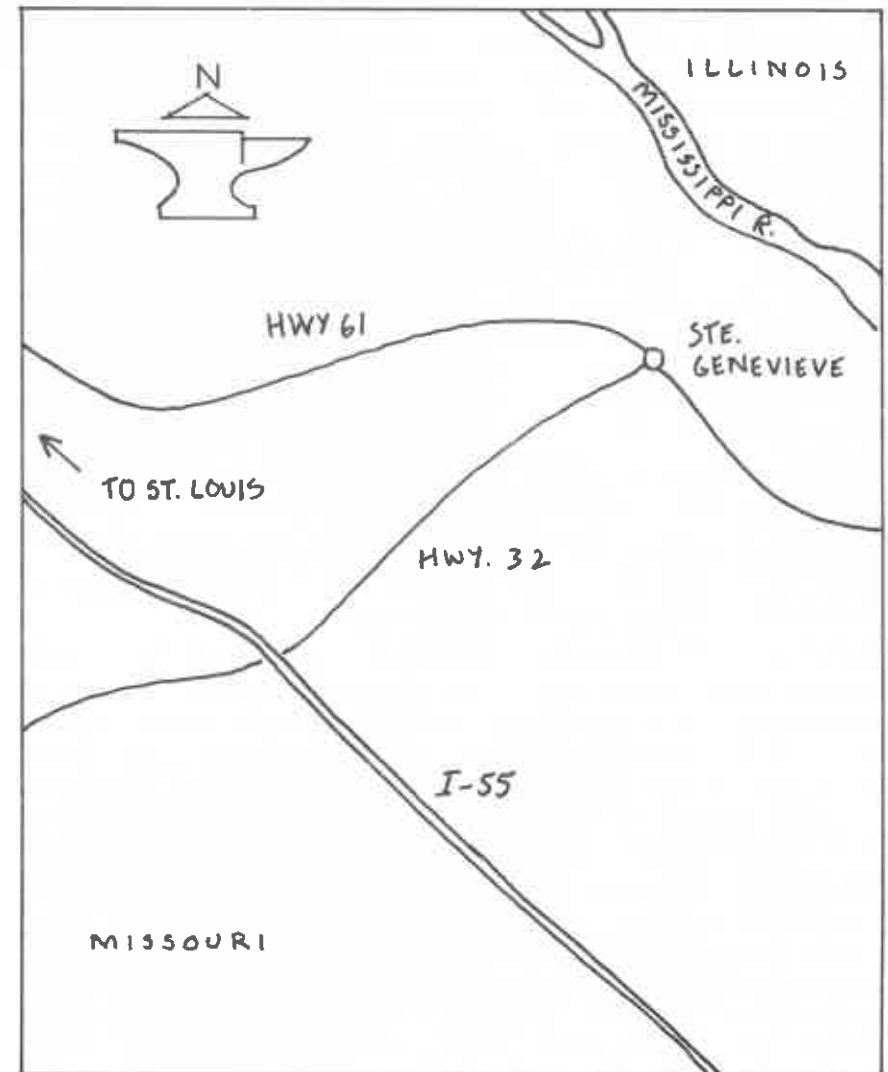 N
ILLINOIS
MISSISSIPPI R.
HWY 61
STE.
GENEVIEVE
TO ST. LOUIS
HWY. 32
I-55
MISSOURI